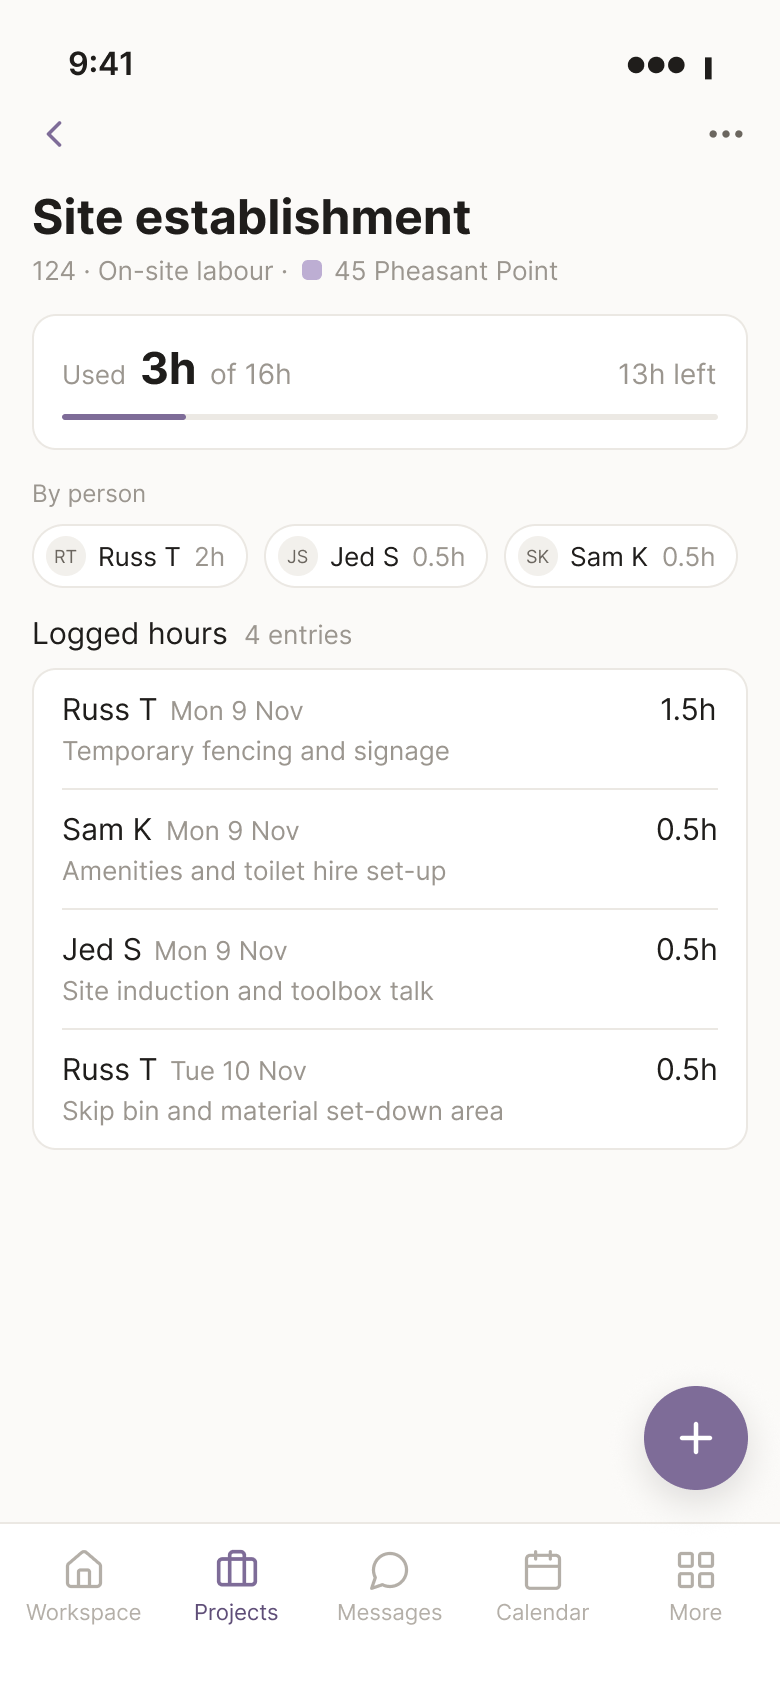 9:41
Site establishment
124 · On-site labour · 45 Pheasant Point
Used 3h of 16h 13h left
By person
RT Russ T 2h JS Jed S 0.5h SK Sam K 0.5h
Logged hours 4 entries
Russ T Mon 9 Nov 1.5h
Temporary fencing and signage
Sam K Mon 9 Nov 0.5h
Amenities and toilet hire set-up
Jed S Mon 9 Nov 0.5h
Site induction and toolbox talk
Russ T Tue 10 Nov 0.5h
Skip bin and material set-down area
Workspace Projects Messages Calendar More